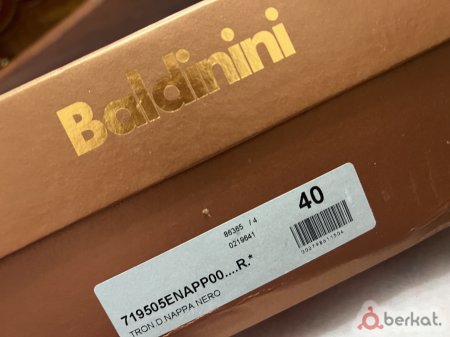 Baldinini
86365 / 4
0219641
40
719505ENAPP00....R.*
TRON.D.NAPPA NERO
berkat.